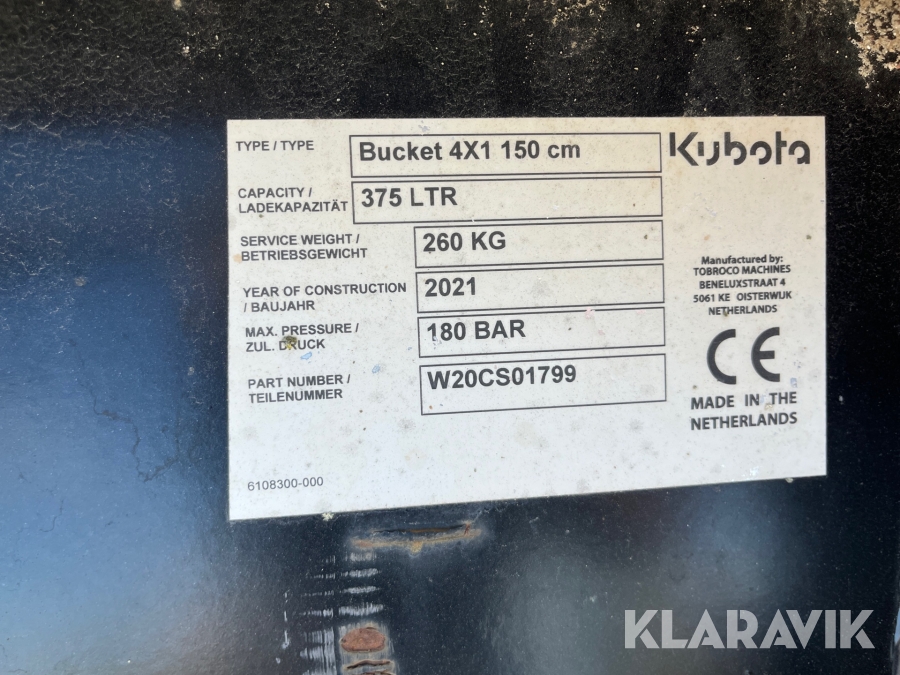 TYPE / TYPE
Bucket 4X1 150 cm
Kubota
CAPACITY /
LADEKAPAZITÄT
375 LTR
SERVICE WEIGHT /
BETRIEBSGEWICHT
260 KG
YEAR OF CONSTRUCTION
/ BAUJAHR
2021
MAX. PRESSURE /
ZUL. DRUCK
180 BAR
PART NUMBER /
TEILENUMMER
W20CS01799
Manufactured by:
TOBROCO MACHINES
BENELUXSTRAAT 4
5061 KE OISTERWIJK
NETHERLANDS
CE
MADE IN THE
NETHERLANDS
6108300-000
KLARAVIK